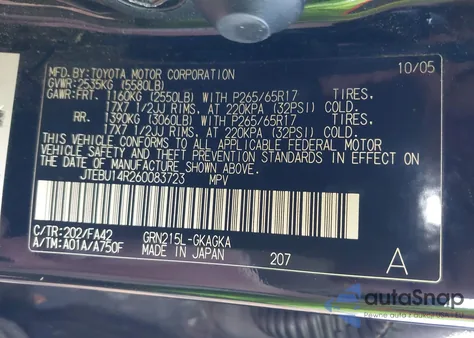 MFD.BY:TOYOTA MOTOR CORPORATION 10/05
GVWR:2535KG (5580LB)
GAWR:FRT. 1160KG (2550LB) WITH P265/65R17 TIRES,
17X7 1/2JJ RIMS, AT 220KPA (32PSI) COLD.
RR. 1390KG (3060LB) WITH P265/65R17 TIRES,
17X7 1/2JJ RIMS, AT 220KPA (32PSI) COLD.
THIS VEHICLE CONFORMS TO ALL APPLICABLE FEDERAL MOTOR
VEHICLE SAFETY AND THEFT PREVENTION STANDARDS IN EFFECT
ON THE DATE OF MANUFACTURE SHOWN ABOVE.
JTEBU14R260083723 MPV
C/TR:202/FA42 GRN215L-GKAGKA
A/TM:A01A/A750F MADE IN JAPAN 207 A
autoSnap
Pewne auto z USA i EU